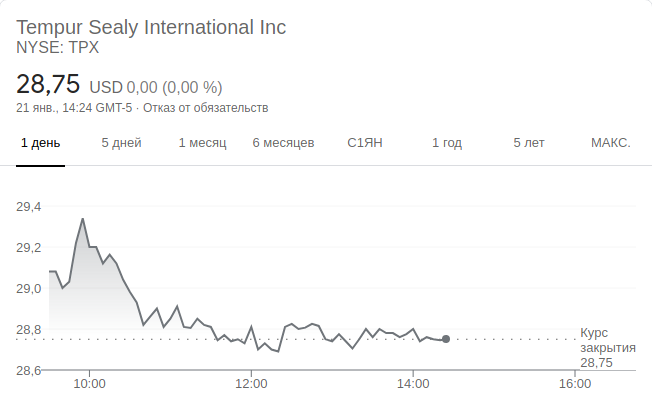 Tempur Sealy International Inc
NYSE: TPX
28,75 USD 0,00 (0,00 %)
21 янв., 14:24 GMT-5 · Отказ от обязательств
1 день 5 дней 1 месяц 6 месяцев С1ЯН 1 год 5 лет МАКС.
29,4
29,2
29,0
28,8
28,6
Курс
закрытия
28,75
10:00 12:00 14:00 16:00